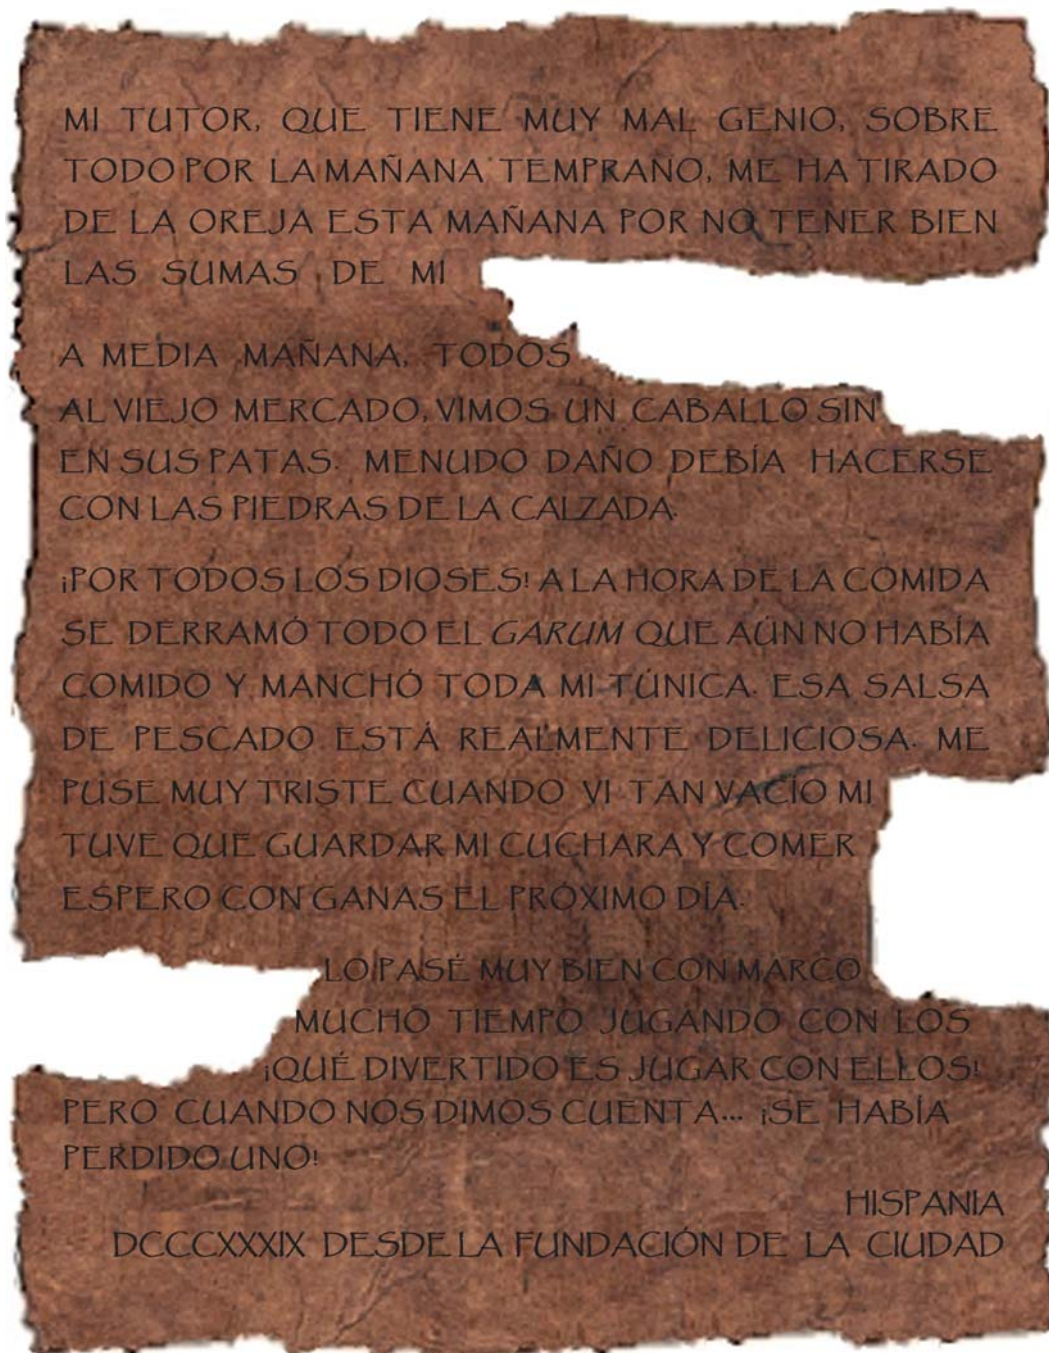 MI TUTOR, QUE TIENE MUY MAL GENIO, SOBRE
TODO POR LA MAÑANA TEMPRANO, ME HA TIRADO
DE LA OREJA ESTA MAÑANA POR NO TENER BIEN
LAS SUMAS DE MI
A MEDIA MAÑANA, TODOS
AL VIEJO MERCADO, VIMOS UN CABALLO SIN
EN SUS PATAS. MENUDO DAÑO DEBÍA HACERSE
CON LAS PIEDRAS DE LA CALZADA.
¡POR TODOS LOS DIOSES! A LA HORA DE LA COMIDA
SE DERRAMÓ TODO EL GARUM QUE AÚN NO HABÍA
COMIDO Y MANCHÓ TODA MI TÚNICA. ESA SALSA
DE PESCADO ESTÁ REALMENTE DELICIOSA. ME
PUSE MUY TRISTE CUANDO VI TAN VACÍO MI
TUVE QUE GUARDAR MI CUCHARA Y COMER
ESPERO CON GANAS EL PRÓXIMO DÍA.
LO PASÉ MUY BIEN CON MARCO
MUCHO TIEMPO JUGANDO CON LOS
¡QUÉ DIVERTIDO ES JUGAR CON ELLOS!
PERO CUANDO NOS DIMOS CUENTA... ¡SE HABÍA
PERDIDO UNO!
HISPANIA
DCCCXXXIX DESDE LA FUNDACIÓN DE LA CIUDAD